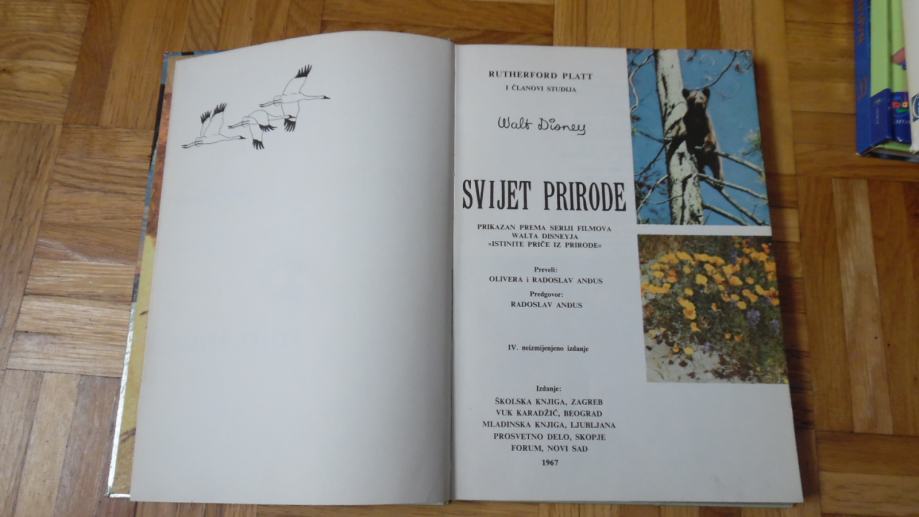 RUTHERFORD PLATT
I ČLANOVI STUDIJA
Walt Disney
SVIJET PRIRODE
PRIKAZAN PREMA SERIJI FILMOVA
WALTA DISNEYJA
»ISTINITE PRIČE IZ PRIRODE«
Preveli:
OLIVERA i RADOSLAV ANĐUS
Predgovor:
RADOSLAV ANĐUS
IV. neizmijenjeno izdanje
Izdanje:
ŠKOLSKA KNJIGA, ZAGREB
VUK KARADŽIĆ, BEOGRAD
MLADINSKA KNJIGA, LJUBLJANA
PROSVETNO DELO, SKOPJE
FORUM, NOVI SAD
1967